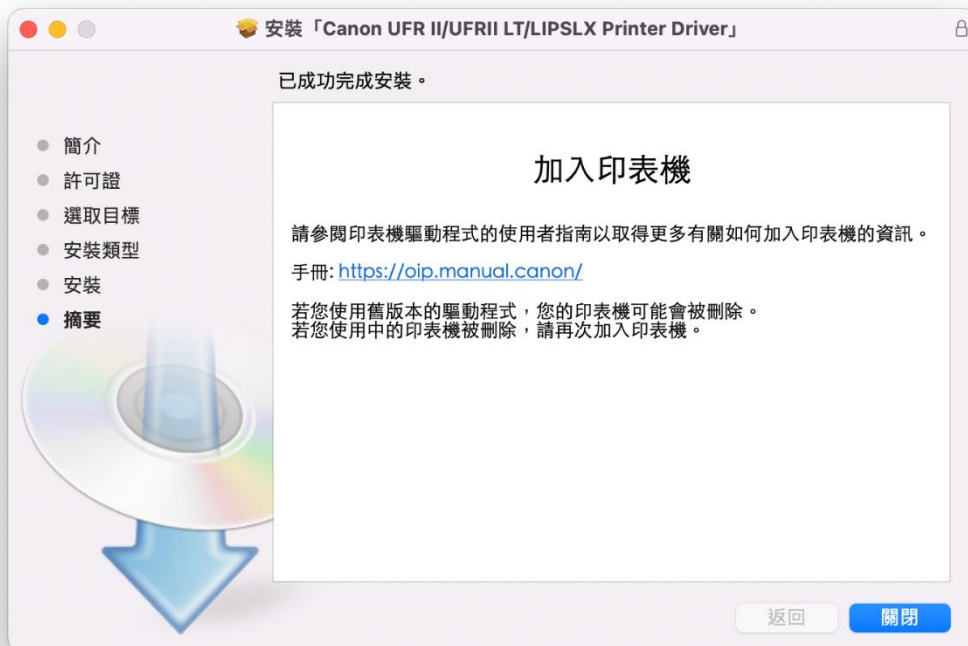 安裝「Canon UFR II/UFRII LT/LIPSLX Printer Driver」
已成功完成安裝。
簡介
許可證
選取目標
安裝類型
安裝
摘要
加入印表機
請參閱印表機驅動程式的使用者指南以取得更多有關如何加入印表機的資訊。
手冊: https://oip.manual.canon/
若您使用舊版本的驅動程式，您的印表機可能會被刪除。
若您使用中的印表機被刪除，請再次加入印表機。
返回
關閉